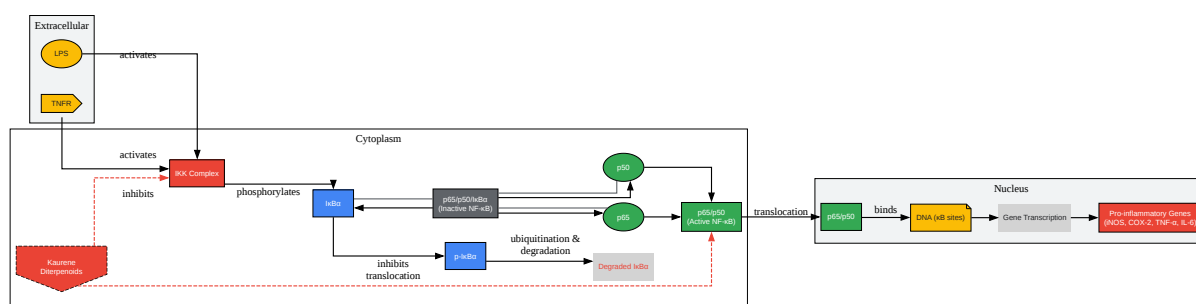 Extracellular
LPS
TNFR
activates
activates
inhibits
Cytoplasm
IKK Complex
phosphorylates
IκBα
p65/p50/IκBα
(Inactive NF-κB)
p50
p65
p65/p50
(Active NF-κB)
translocation
Kaurene
Diterpenoids
inhibits
translocation
p-IκBα
ubiquitination &
degradation
Degraded IκBα
Nucleus
p65/p50
binds
DNA (κB sites)
Gene Transcription
Pro-inflammatory Genes
(iNOS, COX-2, TNF-α, IL-6)